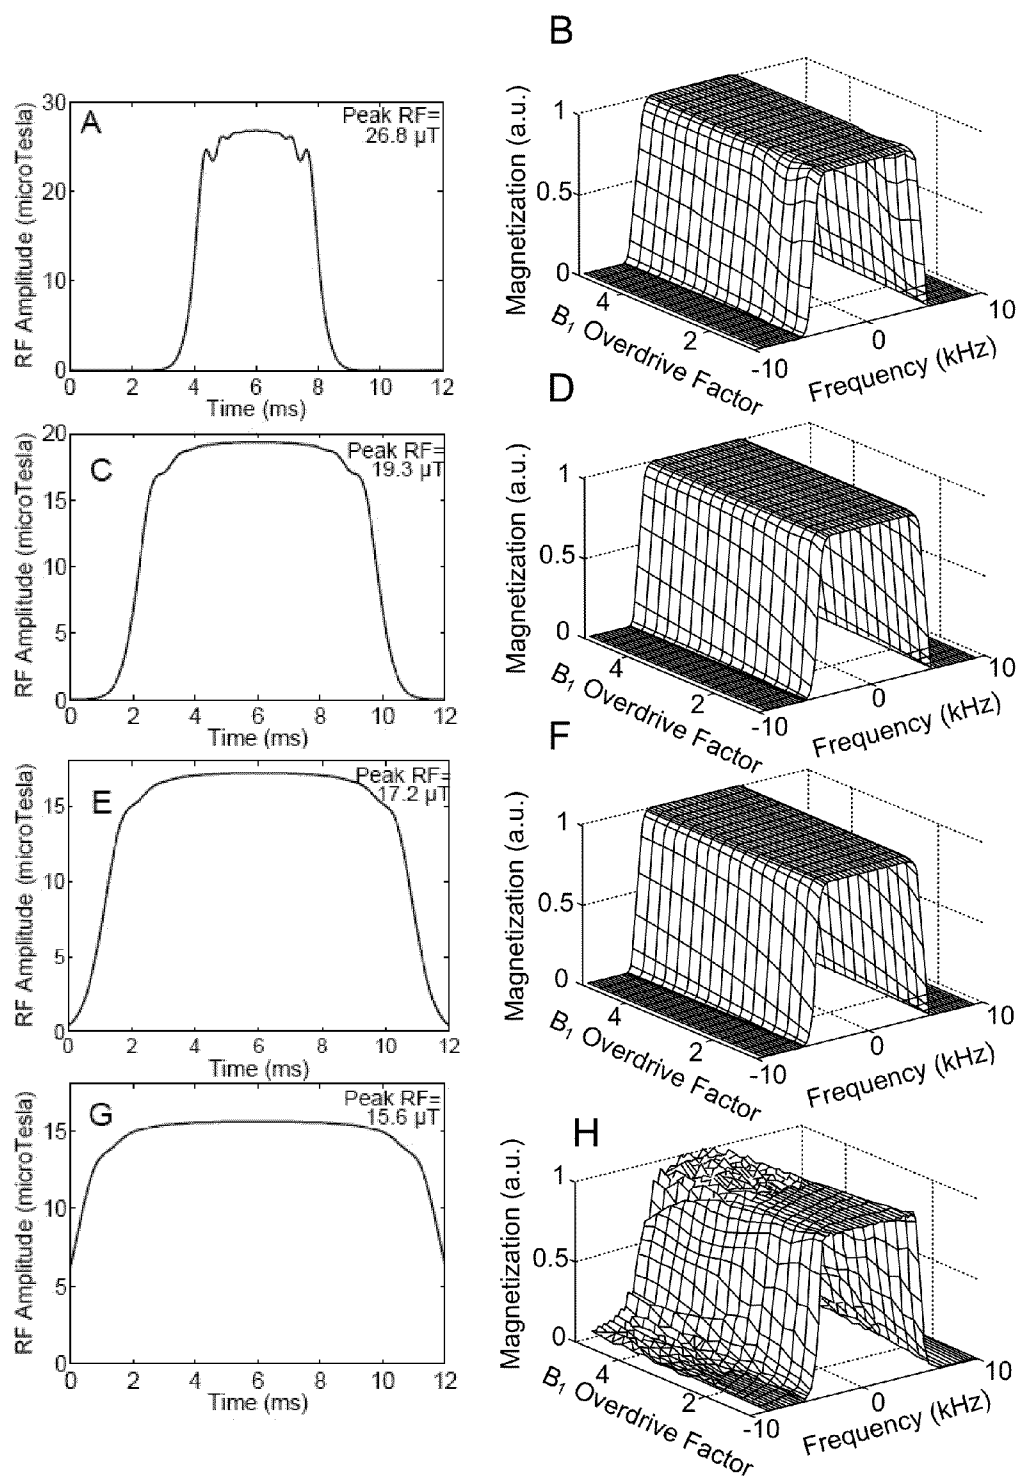 B
A
Peak RF=
26.8 µT
30
20
10
0
RF Amplitude (microTesla)
0 2 4 6 8 10 12
Time (ms)
1
0.5
0
Magnetization (a.u.)
4
2
B1 Overdrive Factor
-10
0
10
Frequency (kHz)
D
C
Peak RF=
19.3 µT
20
15
10
5
0
RF Amplitude (microTesla)
0 2 4 6 8 10 12
Time (ms)
1
0.5
0
Magnetization (a.u.)
4
2
B1 Overdrive Factor
-10
0
10
Frequency (kHz)
F
E
Peak RF=
17.2 µT
15
10
5
0
RF Amplitude (microTesla)
0 2 4 6 8 10 12
Time (ms)
1
0.5
0
Magnetization (a.u.)
4
2
B1 Overdrive Factor
-10
0
10
Frequency (kHz)
H
G
Peak RF=
15.6 µT
15
10
5
0
RF Amplitude (microTesla)
0 2 4 6 8 10 12
Time (ms)
1
0.5
0
Magnetization (a.u.)
4
2
B1 Overdrive Factor
-10
0
10
Frequency (kHz)